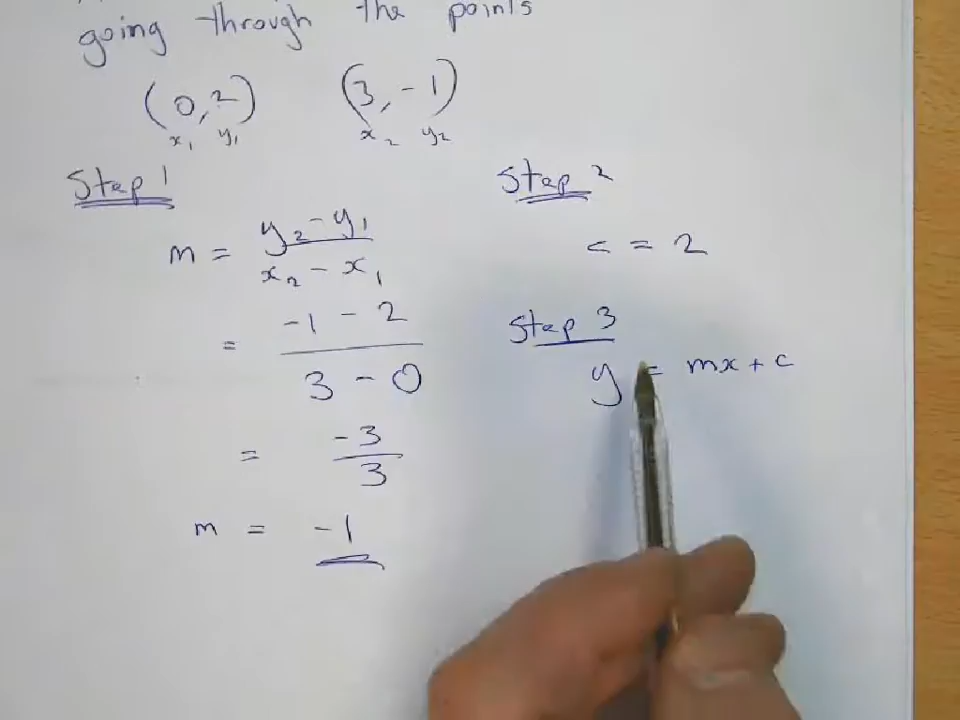 going through the points
(0, 2) (3, -1)
x₁ y₁ x₂ y₂
Step 1
m = y₂ - y₁
x₂ - x₁
= -1 - 2
3 - 0
= -3
3
m = -1
Step 2
c = 2
Step 3
y = mx + c